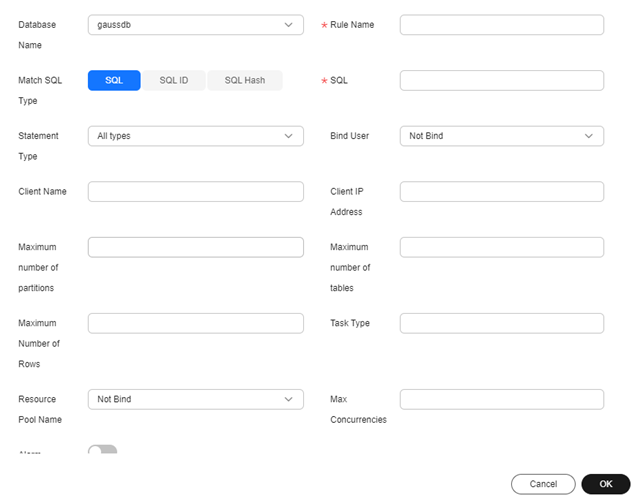 Database
Name
gaussdb
* Rule Name
Match SQL
Type
SQL
SQL ID
SQL Hash
* SQL
Statement
Type
All types
Bind User
Not Bind
Client Name
Client IP
Address
Maximum
number of
partitions
Maximum
number of
tables
Maximum
Number of
Rows
Task Type
Resource
Pool Name
Not Bind
Max
Concurrencies
Alarm
Cancel
OK